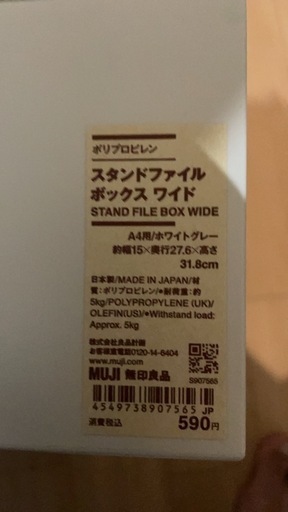 ポリプロピレン
スタンドファイル
ボックス ワイド
STAND FILE BOX WIDE
A4用/ホワイトグレー
約幅15×奥行27.6×高さ
31.8cm
日本製/MADE IN JAPAN/材
質:ポリプロピレン/●耐荷重:約
5kg/POLYPROPYLENE (UK)/
OLEFIN(US)/●Withstand load:
Approx. 5kg
株式会社良品計画
お客様室電話0120-14-6404
www.muji.com
MUJI 無印良品
S907565
4549738907565 JP
消費税込 590円